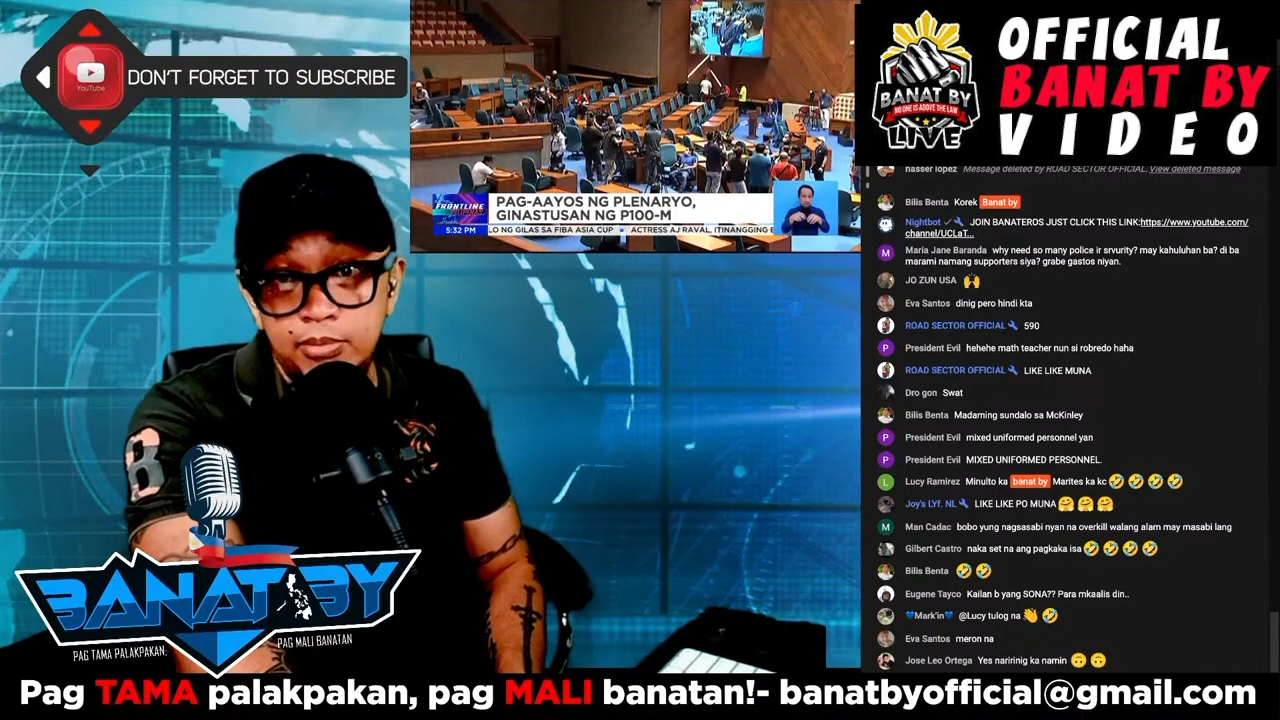 YouTube
DON'T FORGET TO SUBSCRIBE
FRONTLINE
PILIPINAS
PAG-AAYOS NG PLENARYO,
GINASTUSAN NG P100-M
5:32 PM
LO NG GILAS SA FIBA ASIA CUP
ACTRESS AJ RAVAL, ITINANGGING
BANAT BY
NO ONE IS ABOVE THE LAW
LIVE
OFFICIAL
BANAT BY
VIDEO
nasser lopez Message deleted by ROAD SECTOR OFFICIAL. View deleted message
Bilis Benta Korek Banat by
Nightbot JOIN BANATEROS JUST CLICK THIS LINK:https://www.youtube.com/
channel/UCLaT...
M
Maria Jane Baranda why need so many police ir srvurity? may kahuluhan ba? di ba
marami namang supporters siya? grabe gastos niyan.
JO ZUN USA 🙌
Eva Santos dinig pero hindi kta
ROAD SECTOR OFFICIAL 590
P President Evil hehehe math teacher nun si robredo haha
ROAD SECTOR OFFICIAL LIKE LIKE MUNA
Dro gon Swat
Bilis Benta Madaming sundalo sa McKinley
P President Evil mixed uniformed personnel yan
P President Evil MIXED UNIFORMED PERSONNEL.
L Lucy Ramirez Minulto ka banat by Marites ka kc 🤣 🤣 🤣 🤣
Joy's LYf. NL LIKE LIKE PO MUNA 🤗 🤗 🤗
M Man Cadac bobo yung nagsasabi nyan na overkill walang alam may masabi lang
Gilbert Castro naka set na ang pagkaka isa 🤣 🤣 🤣 🤣
Bilis Benta 🤣 🤣
Eugene Tayco Kailan b yang SONA?? Para mkaalis din..
💙Mark'in💙 @Lucy tulog na 👏 🤣
Eva Santos meron na
Jose Leo Ortega Yes naririnig ka namin 🙃 🙃
B
BANAT BY
PAG TAMA PALAKPAKAN,
PAG MALI BANATAN
Pag TAMA palakpakan, pag MALI banatan!- banatbyofficial@gmail.com